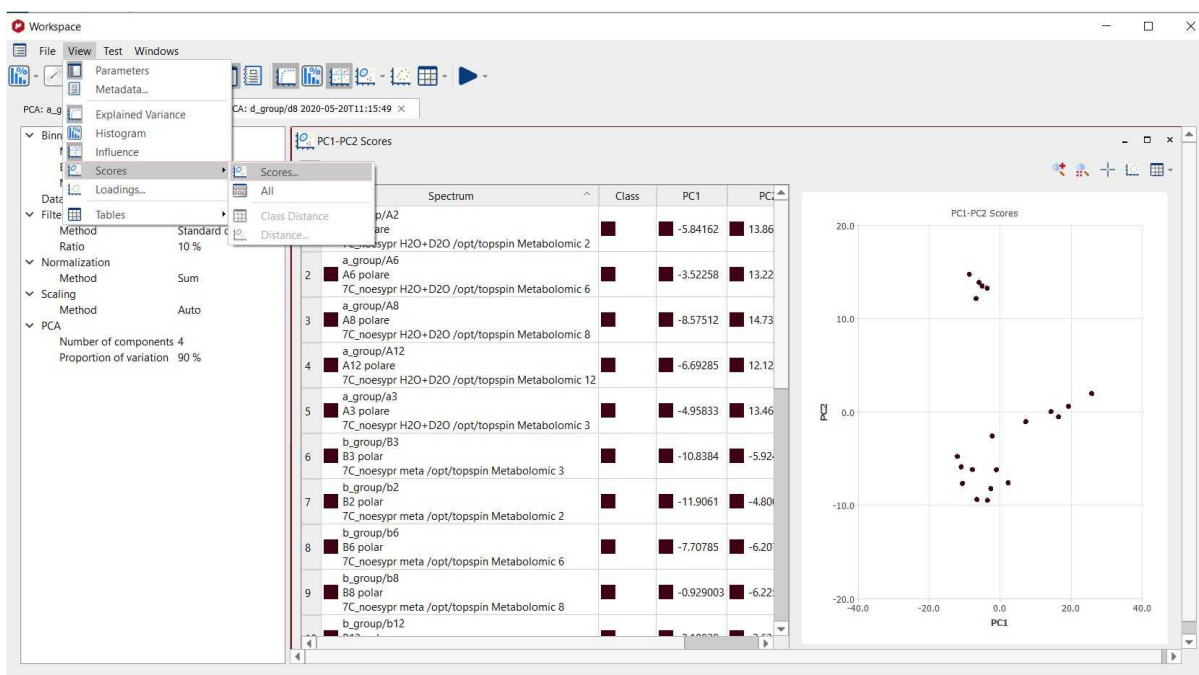 Workspace
File View Test Windows
Parameters
Metadata...
Explained Variance
Histogram
Influence
Scores
Loadings...
Tables
Scores...
All
Class Distance
Distance...
PCA: a_g
CA: d_group/d8 2020-05-20T11:15:49
Binn
Data
Filte
Method Standard d
Ratio 10 %
Normalization
Method Sum
Scaling
Method Auto
PCA
Number of components 4
Proportion of variation 90 %
PC1-PC2 Scores
Spectrum Class PC1 PC2
p/A2
are -5.84162 13.86
7C_noesypr H2O+D2O /opt/topspin Metabolomic 2
a_group/A6
2 A6 polare -3.52258 13.22
7C_noesypr H2O+D2O /opt/topspin Metabolomic 6
a_group/A8
3 A8 polare -8.57512 14.73
7C_noesypr H2O+D2O /opt/topspin Metabolomic 8
a_group/A12
4 A12 polare -6.69285 12.12
7C_noesypr H2O+D2O /opt/topspin Metabolomic 12
a_group/a3
5 A3 polare -4.95833 13.46
7C_noesypr H2O+D2O /opt/topspin Metabolomic 3
b_group/B3
6 B3 polar -10.8384 -5.924
7C_noesypr meta /opt/topspin Metabolomic 3
b_group/b2
7 B2 polar -11.9061 -4.800
7C_noesypr meta /opt/topspin Metabolomic 2
b_group/b6
8 B6 polar -7.70785 -6.207
7C_noesypr meta /opt/topspin Metabolomic 6
b_group/b8
9 B8 polar -0.929003 -6.225
7C_noesypr meta /opt/topspin Metabolomic 8
b_group/b12
PC1-PC2 Scores
20.0
10.0
PC2
0.0
-10.0
-20.0
-40.0 -20.0 0.0 20.0 40.0
PC1